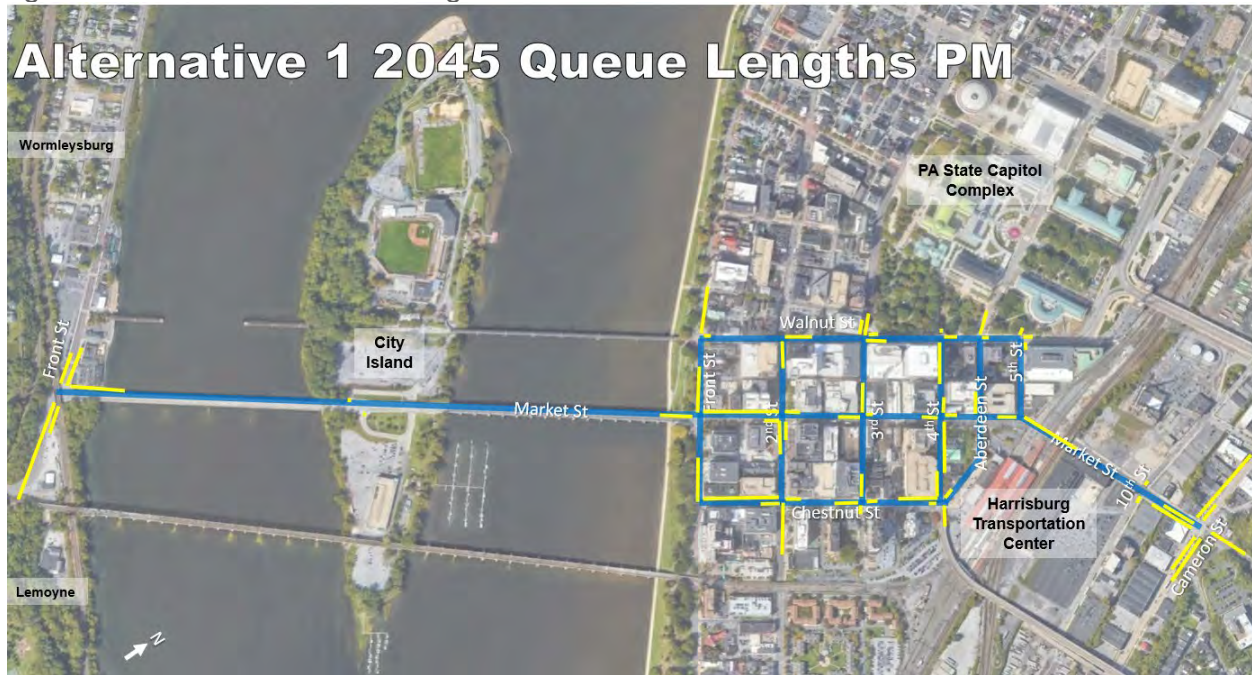 Alternative 1 2045 Queue Lengths PM
Wormleysburg
PA State Capitol
Complex
Front St
City
Island
Walnut St
Market St
Front St
2nd St
3rd St
4th St
Aberdeen St
5th St
Market St
10th St
Chestnut St
Harrisburg
Transportation
Center
Cameron St
Lemoyne
N